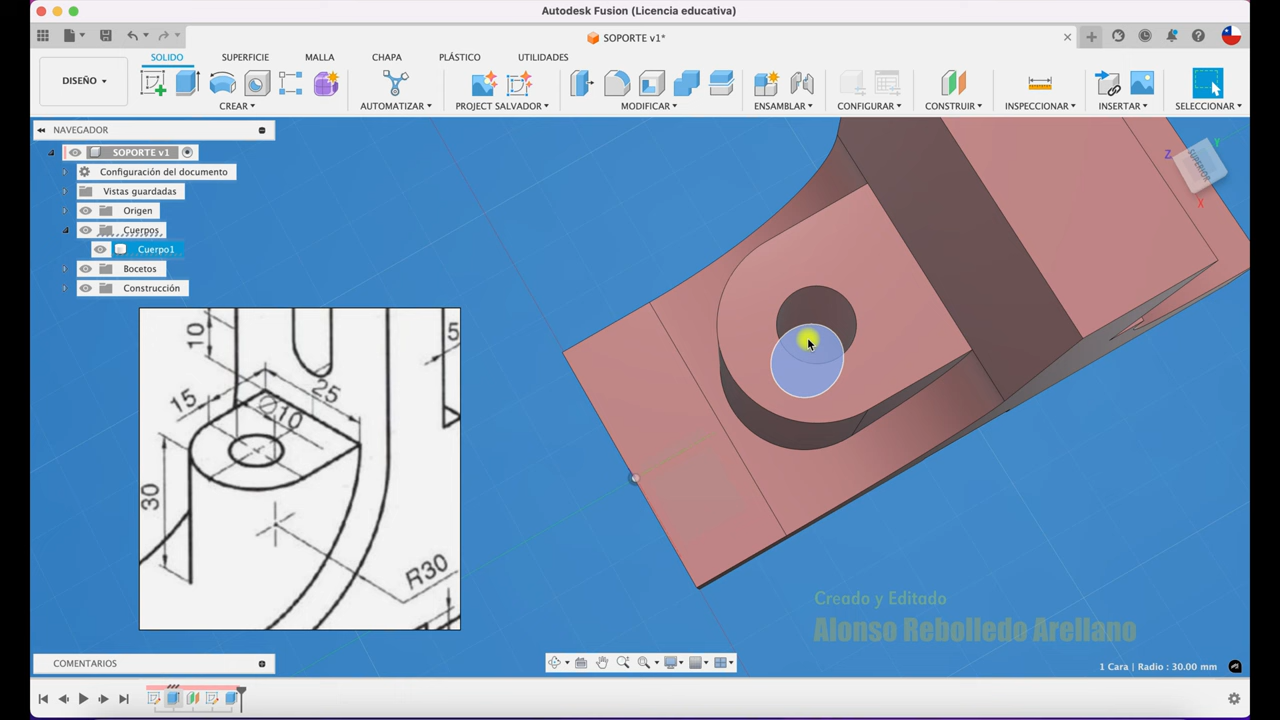 Autodesk Fusion (Licencia educativa)
SOPORTE v1*
DISEÑO
SOLIDO
SUPERFICIE
MALLA
CHAPA
PLÁSTICO
UTILIDADES
CREAR
AUTOMATIZAR
PROJECT SALVADOR
MODIFICAR
ENSAMBLAR
CONFIGURAR
CONSTRUIR
INSPECCIONAR
INSERTAR
SELECCIONAR
NAVEGADOR
SOPORTE v1
Configuración del documento
Vistas guardadas
Origen
Cuerpos
Cuerpo1
Bocetos
Construcción
Z
Y
X
SUPERIOR
10
5
15
25
Ø10
30
R30
Creado y Editado
Alonso Rebolledo Arellano
COMENTARIOS
1 Cara | Radio : 30.00 mm